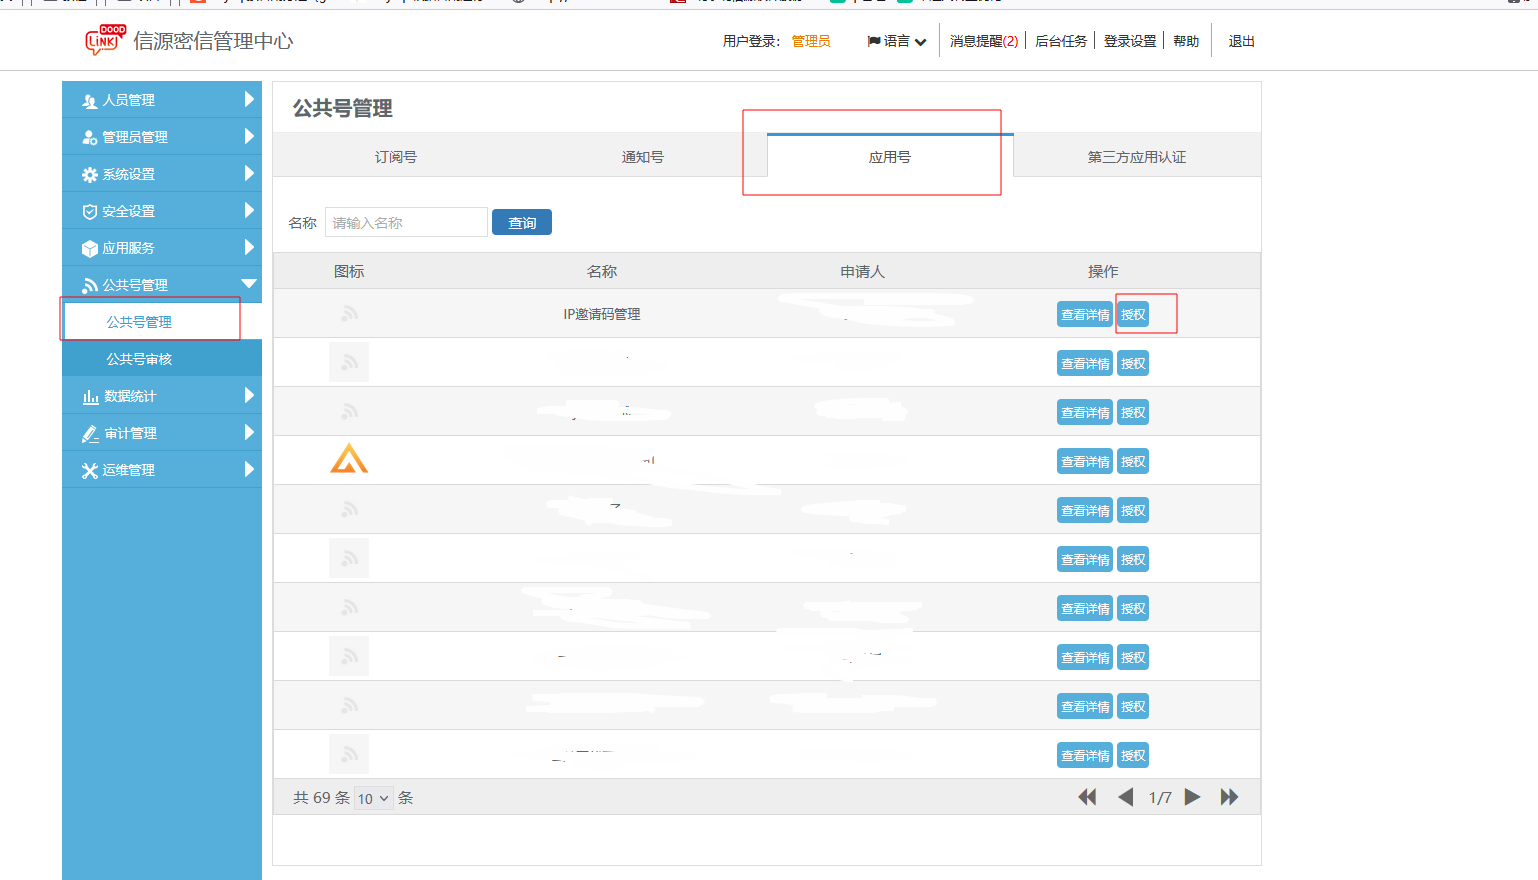 DOOD
LiNK
信源密信管理中心
用户登录: 管理员 语言 消息提醒(2) 后台任务 登录设置 帮助 退出
人员管理
管理员管理
系统设置
安全设置
应用服务
公共号管理
公共号管理
公共号审核
数据统计
审计管理
运维管理
公共号管理
订阅号 通知号 应用号 第三方应用认证
名称 请输入名称 查询
图标 名称 申请人 操作
IP邀请码管理 查看详情 授权
查看详情 授权
查看详情 授权
查看详情 授权
查看详情 授权
查看详情 授权
查看详情 授权
查看详情 授权
查看详情 授权
查看详情 授权
共 69 条 10 条 1/7